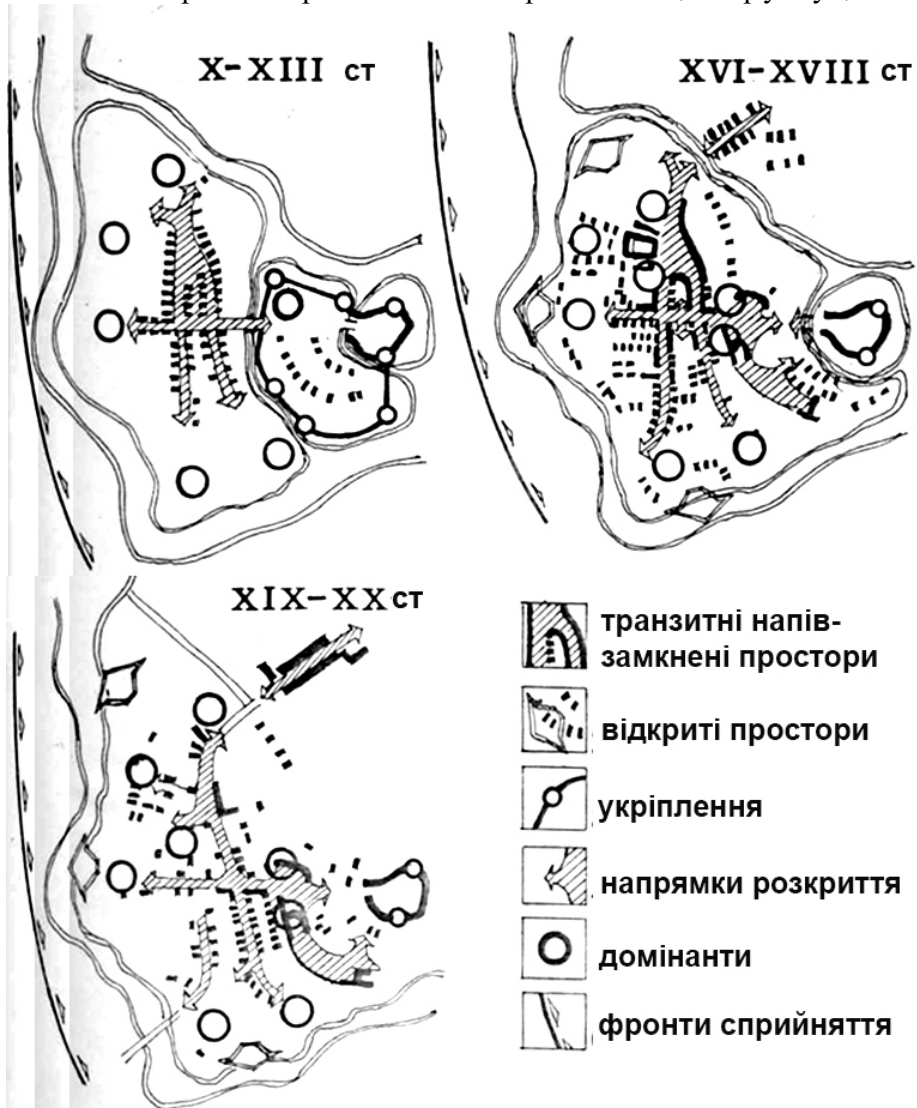 X-XIII ст
XVI-XVIII ст
XIX-XX ст
транзитні напів-
замкнені простори
відкриті простори
укріплення
напрямки розкриття
домінанти
фронти сприйняття